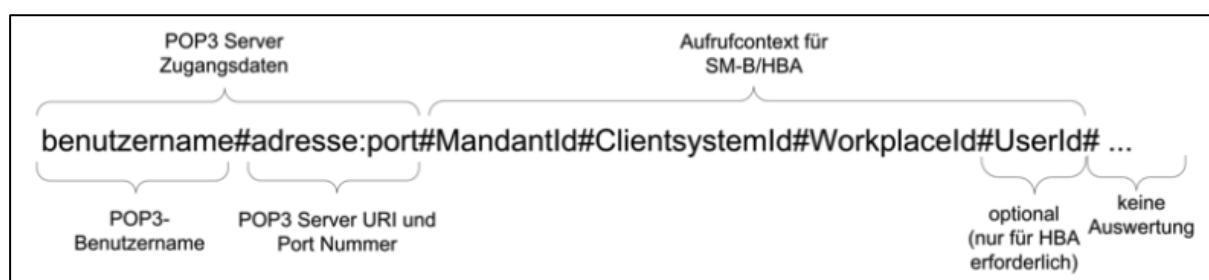 POP3 Server
Zugangsdaten
Aufrufcontext für
SM-B/HBA
benutzername#adresse:port#MandantId#ClientsystemId#WorkplaceId#UserId# ...
POP3-
Benutzername
POP3 Server URI und
Port Nummer
optional
(nur für HBA
erforderlich)
keine
Auswertung